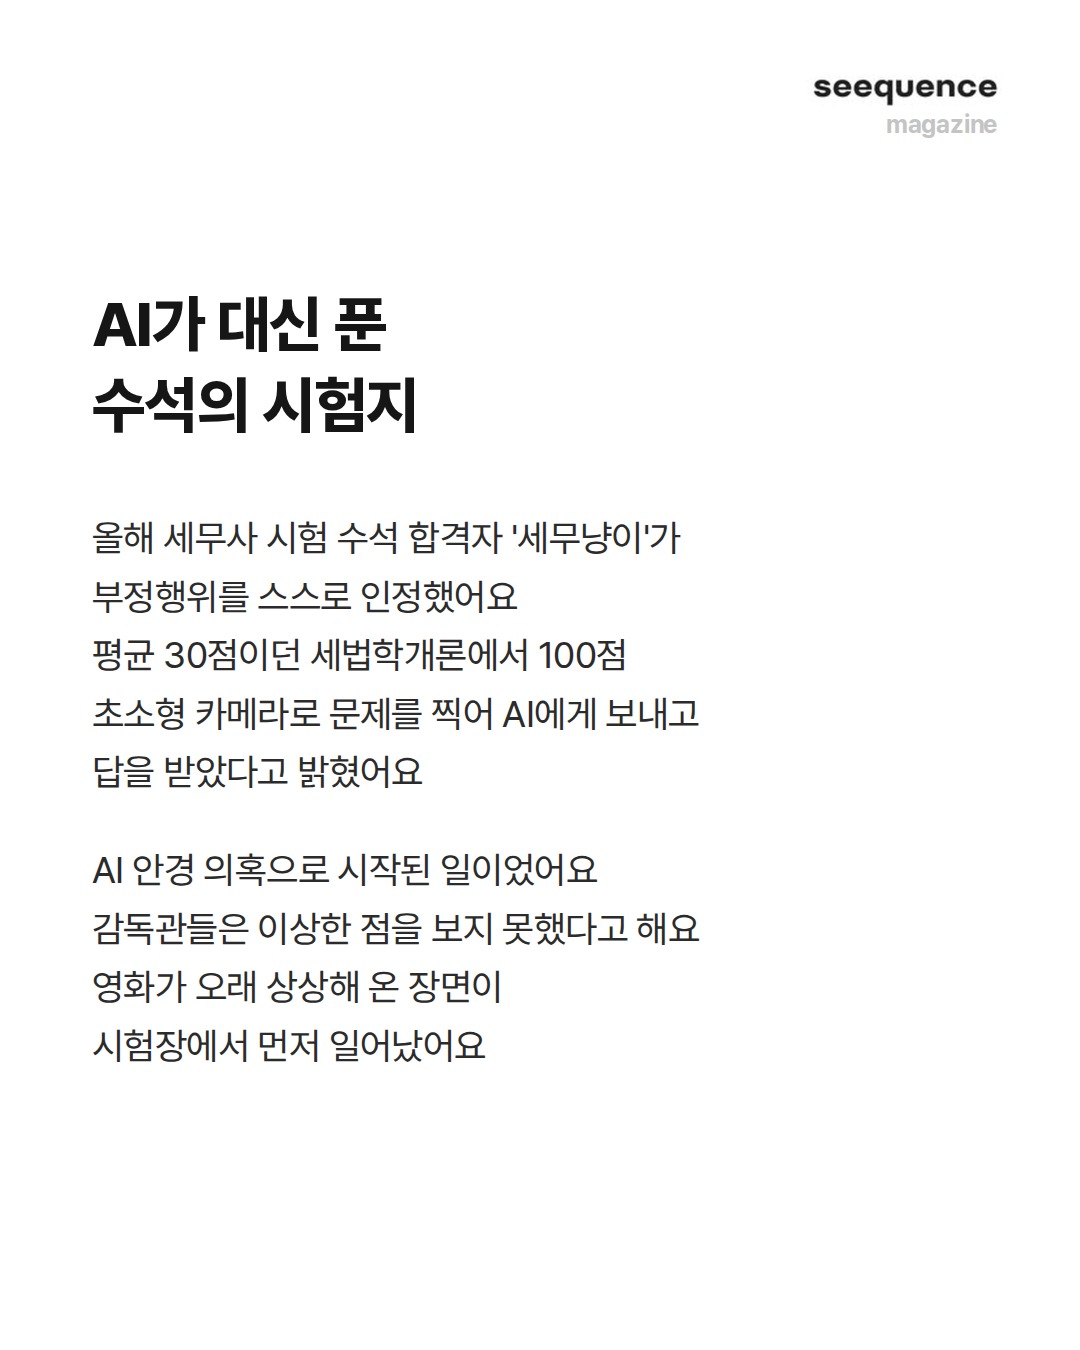 seequence
magazine
AI가 대신 푼
수석의 시험지
올해 세무사 시험 수석 합격자 '세무냥이'가
부정행위를 스스로 인정했어요
평균 30점이던 세법학개론에서 100점
초소형 카메라로 문제를 찍어 AI에게 보내고
답을 받았다고 밝혔어요
AI 안경 의혹으로 시작된 일이었어요
감독관들은 이상한 점을 보지 못했다고 해요
영화가 오래 상상해 온 장면이
시험장에서 먼저 일어났어요